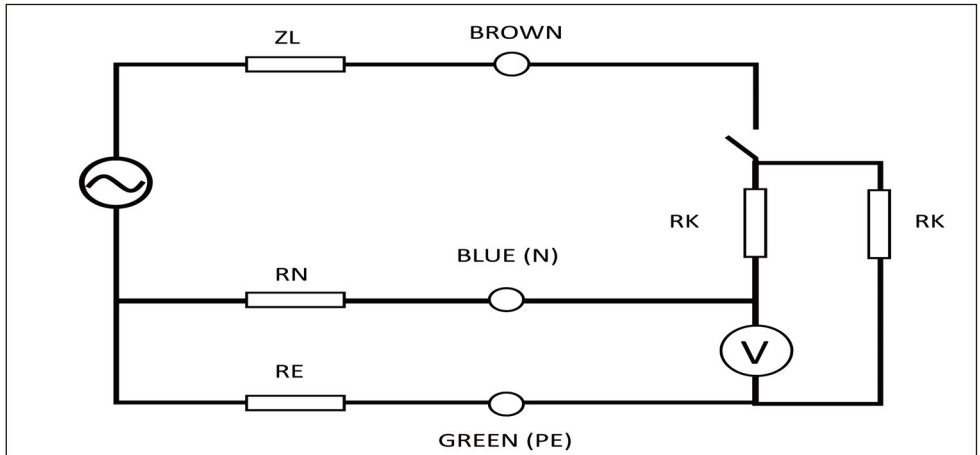 ZL
BROWN
RK
RK
BLUE (N)
RN
V
RE
GREEN (PE)